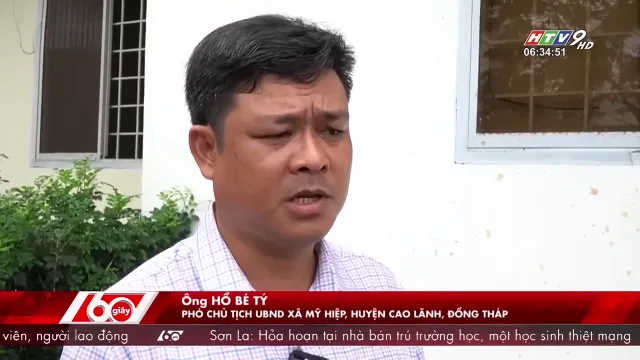 HTV9 HD
06:34:51
Ông HỒ BÉ TÝ
PHÓ CHỦ TỊCH UBND XÃ MỸ HIỆP, HUYỆN CAO LÃNH, ĐỒNG THÁP
60 giây
viên, người lao động
Sơn La: Hỏa hoạn tại nhà bán trú trường học, một học sinh thiệt mạng